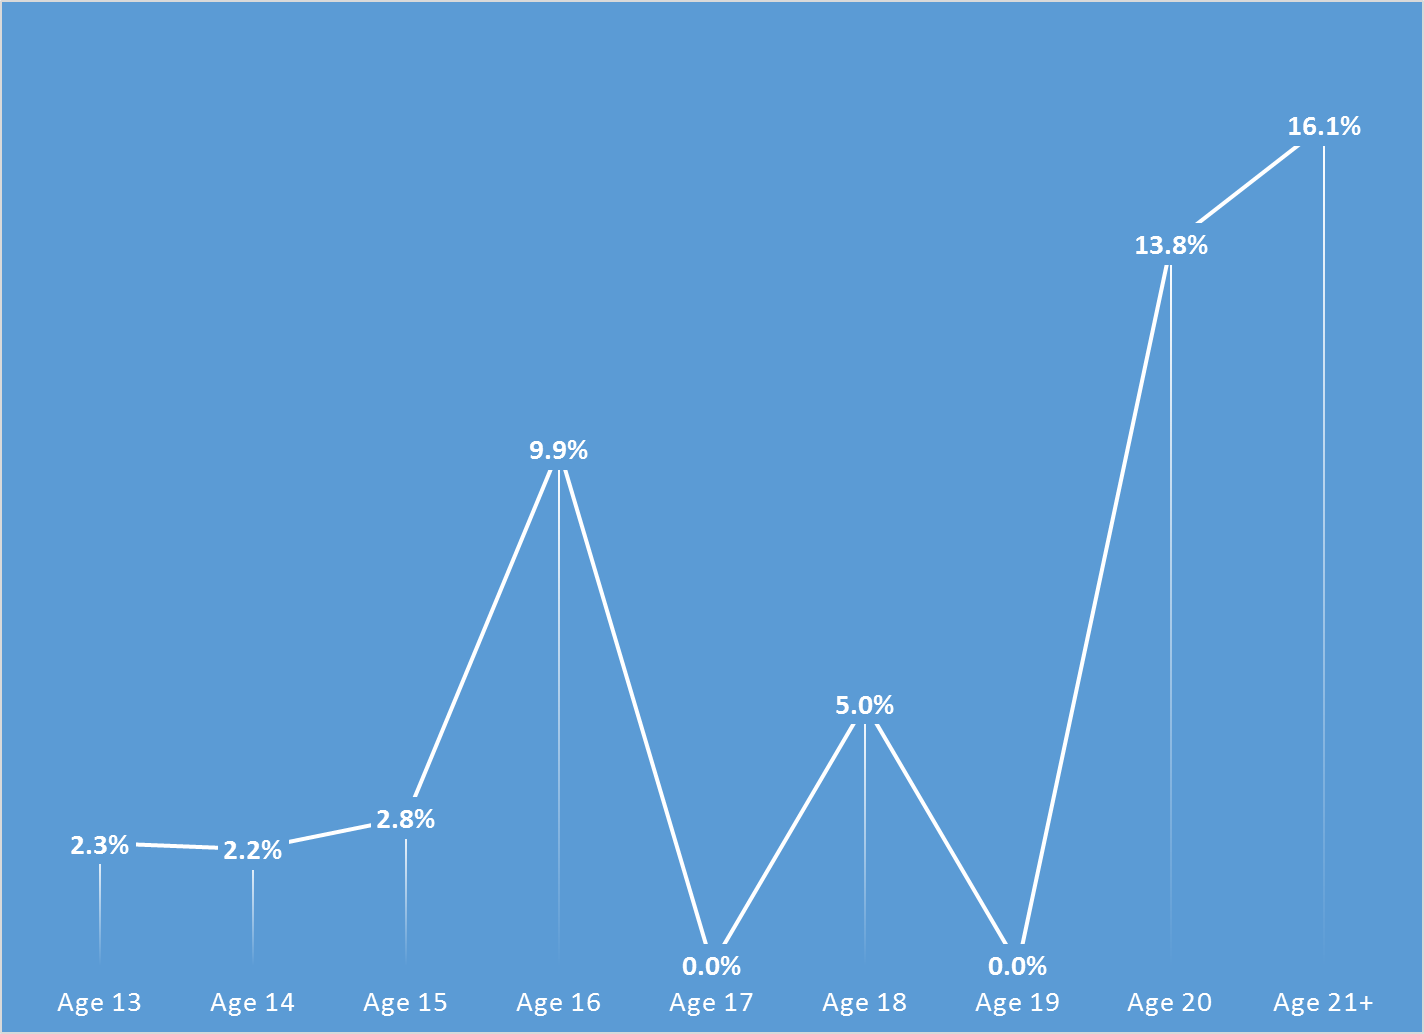 16.1%
13.8%
9.9%
5.0%
2.8%
2.3%
2.2%
0.0%
0.0%
Age 13
Age 14
Age 15
Age 16
Age 17
Age 18
Age 19
Age 20
Age 21+